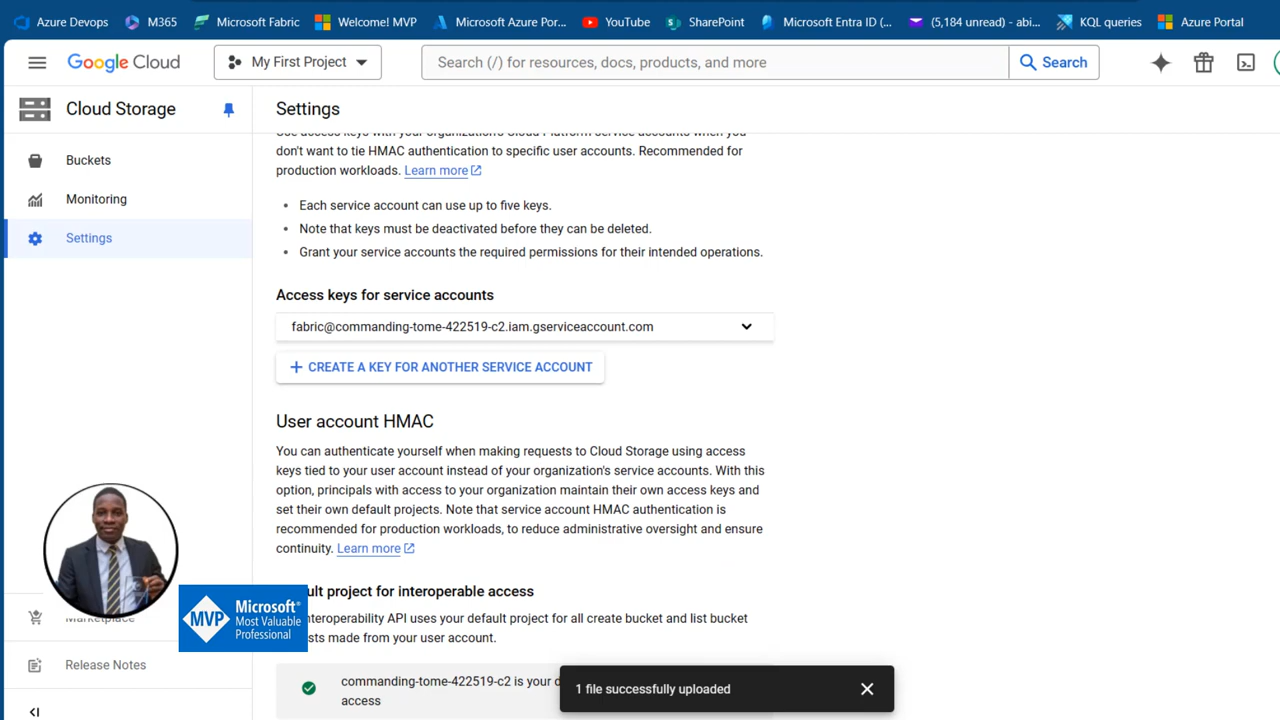 Azure Devops
M365
Microsoft Fabric
Welcome! MVP
Microsoft Azure Por...
YouTube
SharePoint
Microsoft Entra ID (...
(5,184 unread) - abi...
KQL queries
Azure Portal
Google Cloud
My First Project
Search (/) for resources, docs, products, and more
Search
Cloud Storage
Settings
Buckets
Monitoring
Settings
Use access keys with your organization's Cloud Platform service accounts when you
don't want to tie HMAC authentication to specific user accounts. Recommended for
production workloads. Learn more
• Each service account can use up to five keys.
• Note that keys must be deactivated before they can be deleted.
• Grant your service accounts the required permissions for their intended operations.
Access keys for service accounts
fabric@commanding-tome-422519-c2.iam.gserviceaccount.com
+ CREATE A KEY FOR ANOTHER SERVICE ACCOUNT
User account HMAC
You can authenticate yourself when making requests to Cloud Storage using access
keys tied to your user account instead of your organization's service accounts. With this
option, principals with access to your organization maintain their own access keys and
set their own default projects. Note that service account HMAC authentication is
recommended for production workloads, to reduce administrative oversight and ensure
continuity. Learn more
ult project for interoperable access
nteroperability API uses your default project for all create bucket and list bucket
sts made from your user account.
commanding-tome-422519-c2 is your d
access
Marketplace
Release Notes
MVP
Microsoft®
Most Valuable
Professional
1 file successfully uploaded